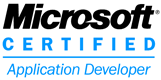 Microsoft®
CERTIFIED
Application Developer